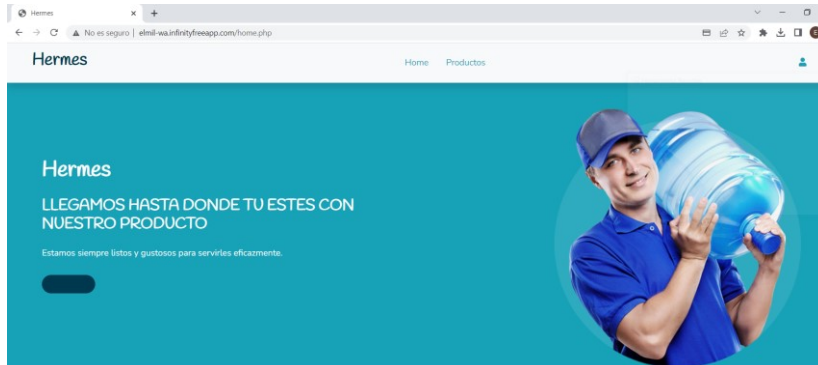 Hermes
No es seguro | elmil-wa.infinityfreeapp.com/home.php
Hermes
Home Productos
Hermes
LLEGAMOS HASTA DONDE TU ESTES CON
NUESTRO PRODUCTO
Estamos siempre listos y gustosos para servirles eficazmente.